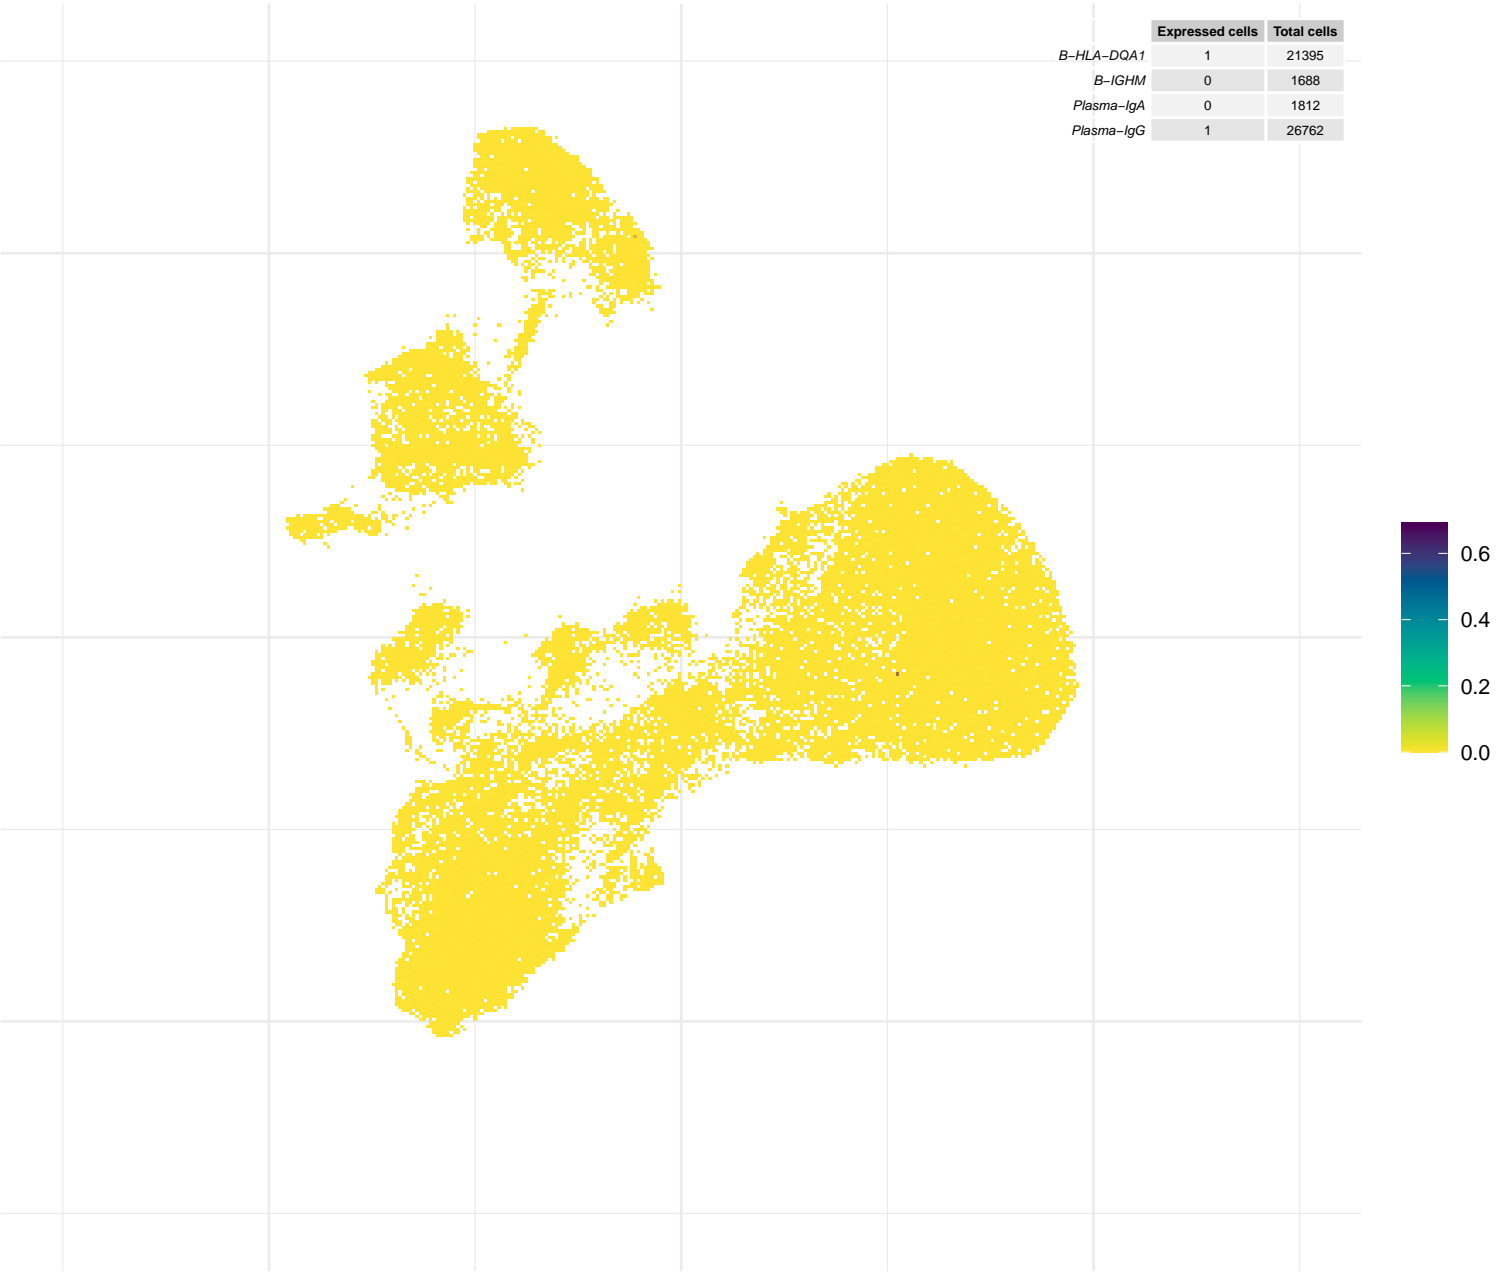 Expressed cells Total cells
B−HLA−DQA1 1 21395
B−IGHM 0 1688
Plasma−IgA 0 1812
Plasma−IgG 1 26762
0.6
0.4
0.2
0.0